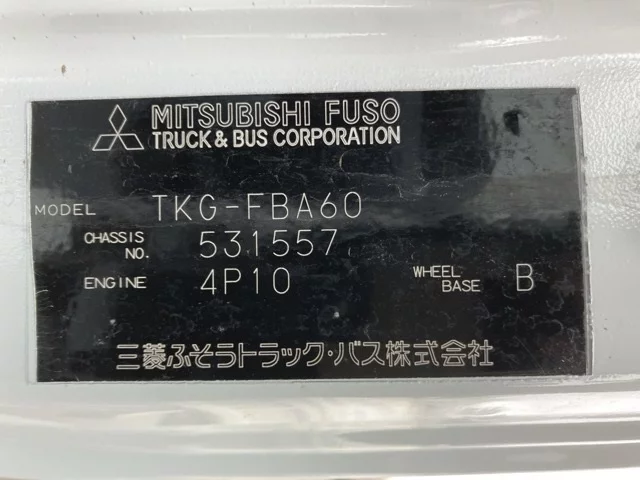 MITSUBISHI FUSO
TRUCK & BUS CORPORATION
MODEL TKG-FBA60
CHASSIS NO. 531557
ENGINE 4P10 WHEEL BASE B
三菱ふそうトラック・バス株式会社